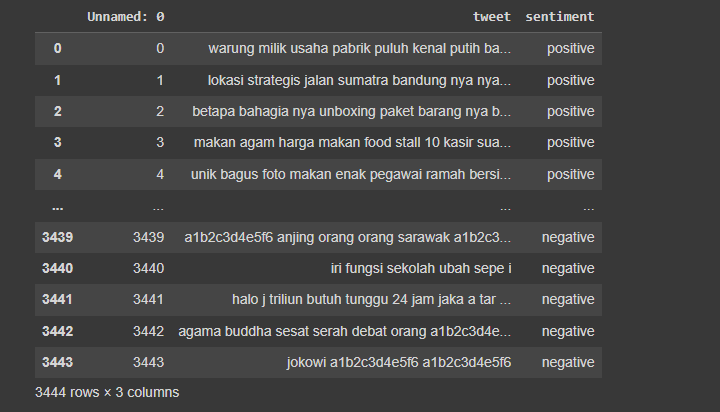 Unnamed: 0 tweet sentiment
0 0 warung milik usaha pabrik puluh kenal putih ba... positive
1 1 lokasi strategis jalan sumatra bandung nya nya... positive
2 2 betapa bahagia nya unboxing paket barang nya b... positive
3 3 makan agam harga makan food stall 10 kasir sua... positive
4 4 unik bagus foto makan enak pegawai ramah bersi... positive
... ... ... ...
3439 3439 a1b2c3d4e5f6 anjing orang orang sarawak a1b2c3... negative
3440 3440 iri fungsi sekolah ubah sepe i negative
3441 3441 halo j triliun butuh tunggu 24 jam jaka a tar ... negative
3442 3442 agama buddha sesat serah debat orang a1b2c3d4e... negative
3443 3443 jokowi a1b2c3d4e5f6 a1b2c3d4e5f6 negative
3444 rows × 3 columns